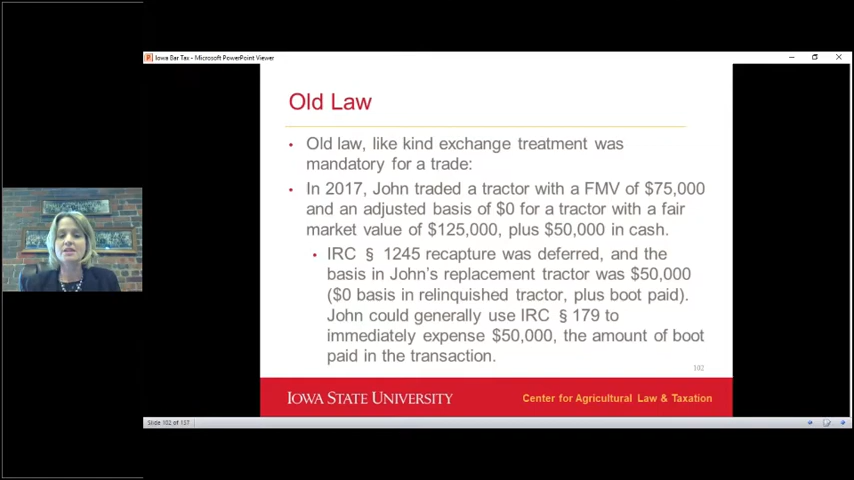 Iowa Bar Tax - Microsoft PowerPoint Viewer
Old Law
• Old law, like kind exchange treatment was
mandatory for a trade:
• In 2017, John traded a tractor with a FMV of $75,000
and an adjusted basis of $0 for a tractor with a fair
market value of $125,000, plus $50,000 in cash.
• IRC § 1245 recapture was deferred, and the
basis in John's replacement tractor was $50,000
($0 basis in relinquished tractor, plus boot paid).
John could generally use IRC § 179 to
immediately expense $50,000, the amount of boot
paid in the transaction.
102
IOWA STATE UNIVERSITY
Center for Agricultural Law & Taxation
Slide 102 of 157